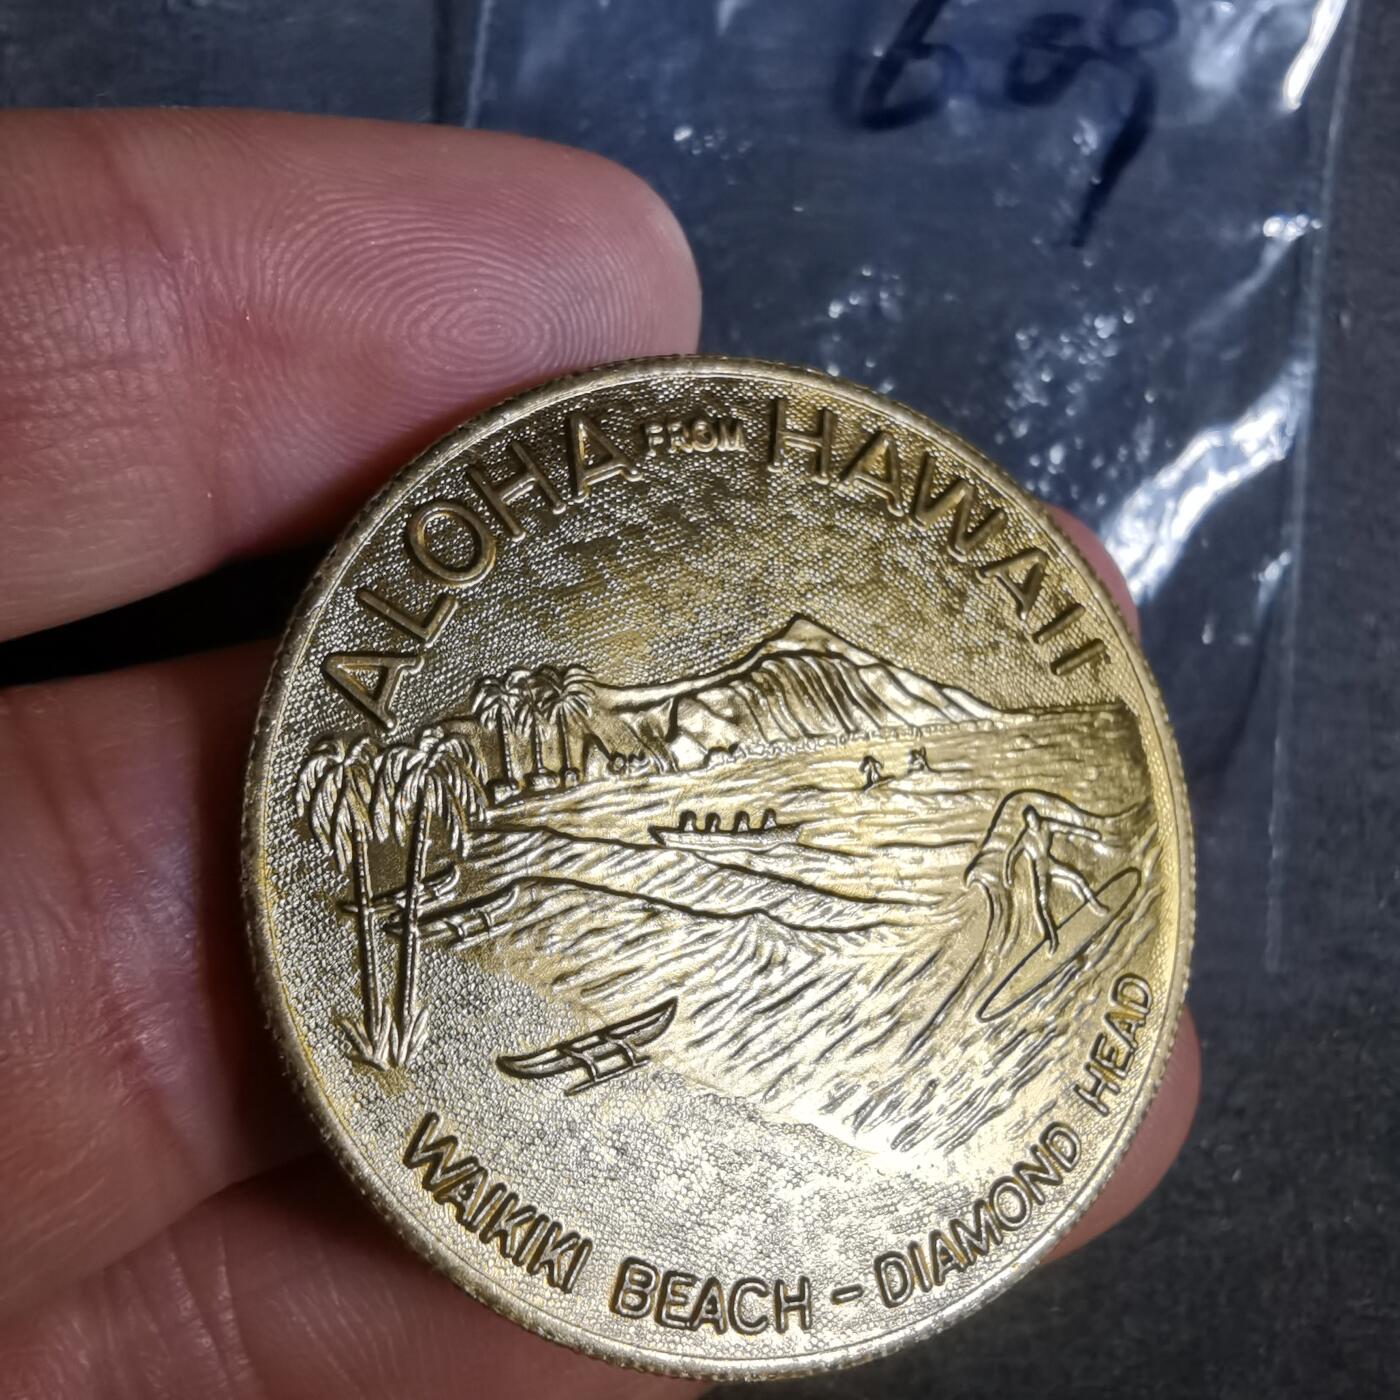 ALOHA FROM HAWAII
WAIKIKI BEACH - DIAMOND HEAD